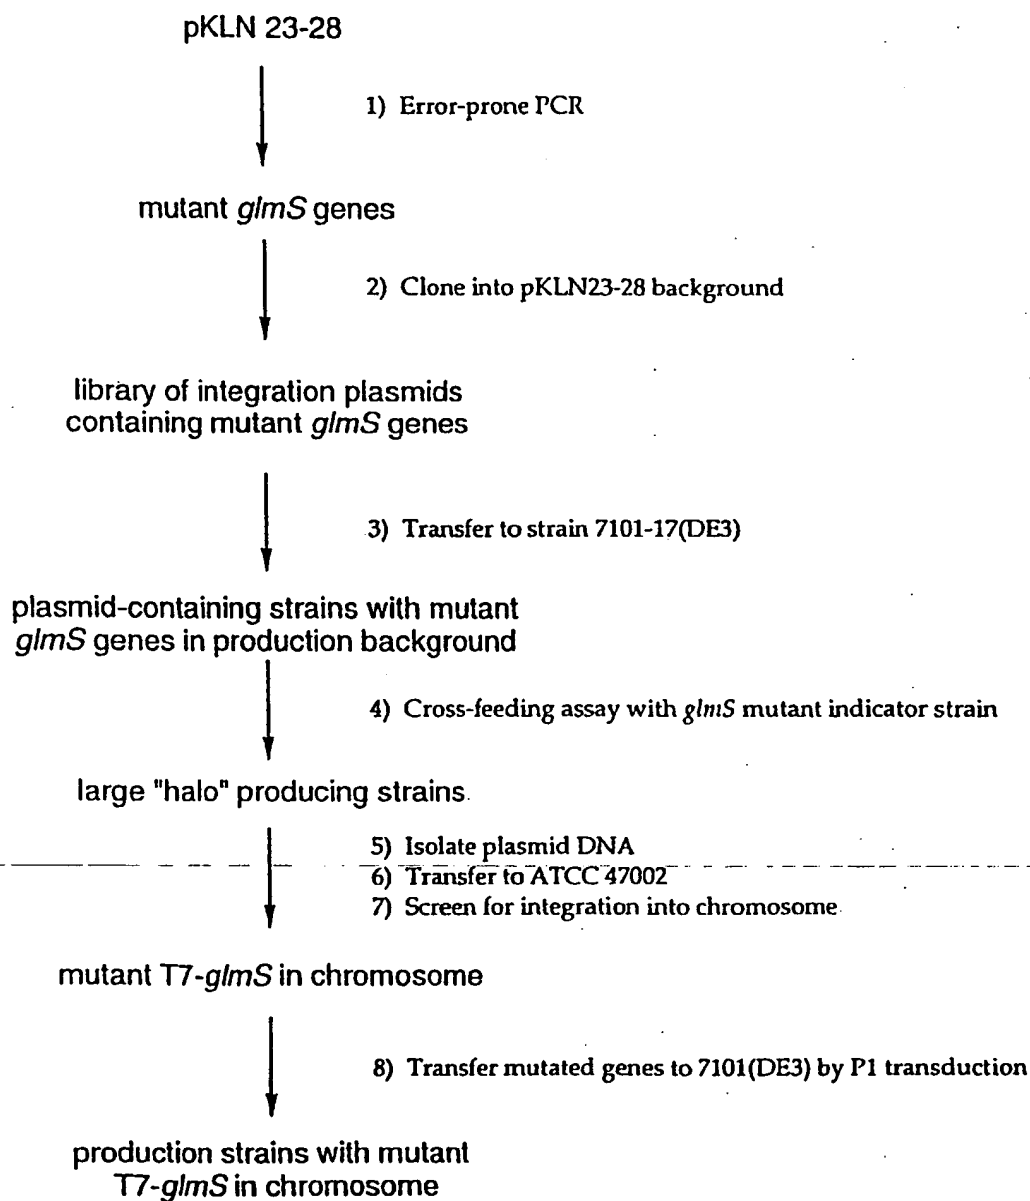 pKLN 23-28
1) Error-prone PCR
mutant glmS genes
2) Clone into pKLN23-28 background
library of integration plasmids
containing mutant glmS genes
3) Transfer to strain 7101-17(DE3)
plasmid-containing strains with mutant
glmS genes in production background
4) Cross-feeding assay with glmS mutant indicator strain
large "halo" producing strains
5) Isolate plasmid DNA
6) Transfer to ATCC 47002
7) Screen for integration into chromosome
mutant T7-glmS in chromosome
8) Transfer mutated genes to 7101(DE3) by P1 transduction
production strains with mutant
T7-glmS in chromosome